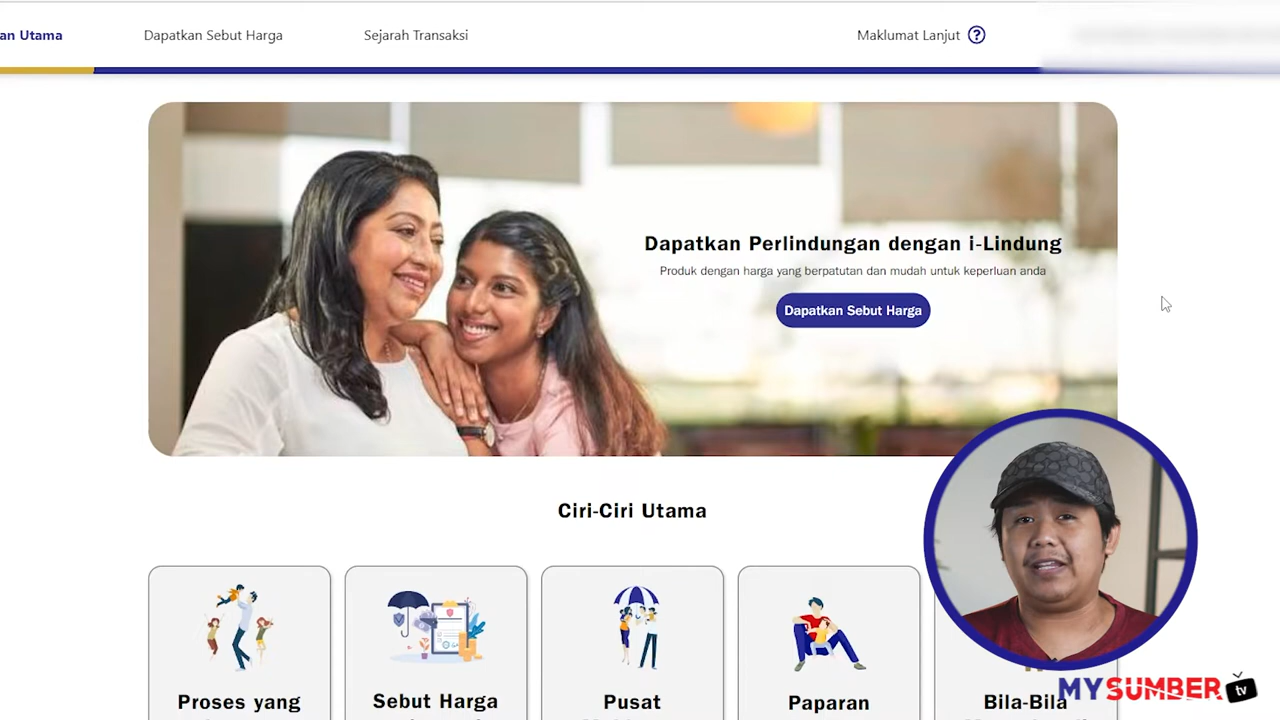 an Utama
Dapatkan Sebut Harga
Sejarah Transaksi
Maklumat Lanjut ?
Dapatkan Perlindungan dengan i-Lindung
Produk dengan harga yang berpatutan dan mudah untuk keperluan anda
Dapatkan Sebut Harga
Ciri-Ciri Utama
Proses yang
Sebut Harga
Pusat
Paparan
Bila-Bila
MYSUMBER tv